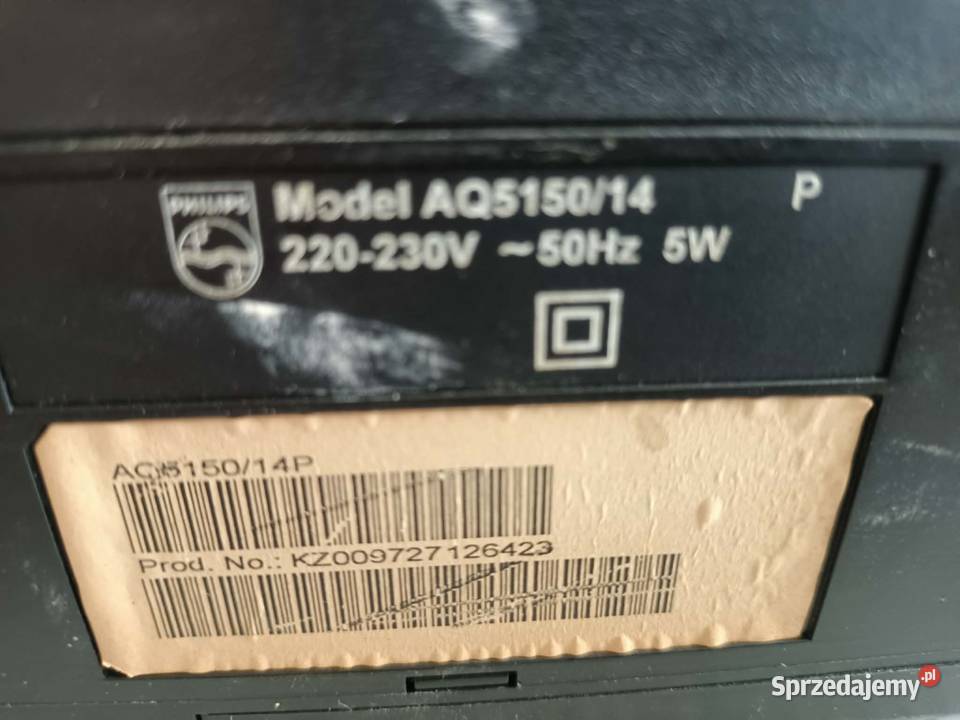 PHILIPS
Model AQ5150/14
P
220-230V ~50Hz 5W
AQ5150/14P
Prod. No.: KZ009727126423
Sprzedajemy.pl